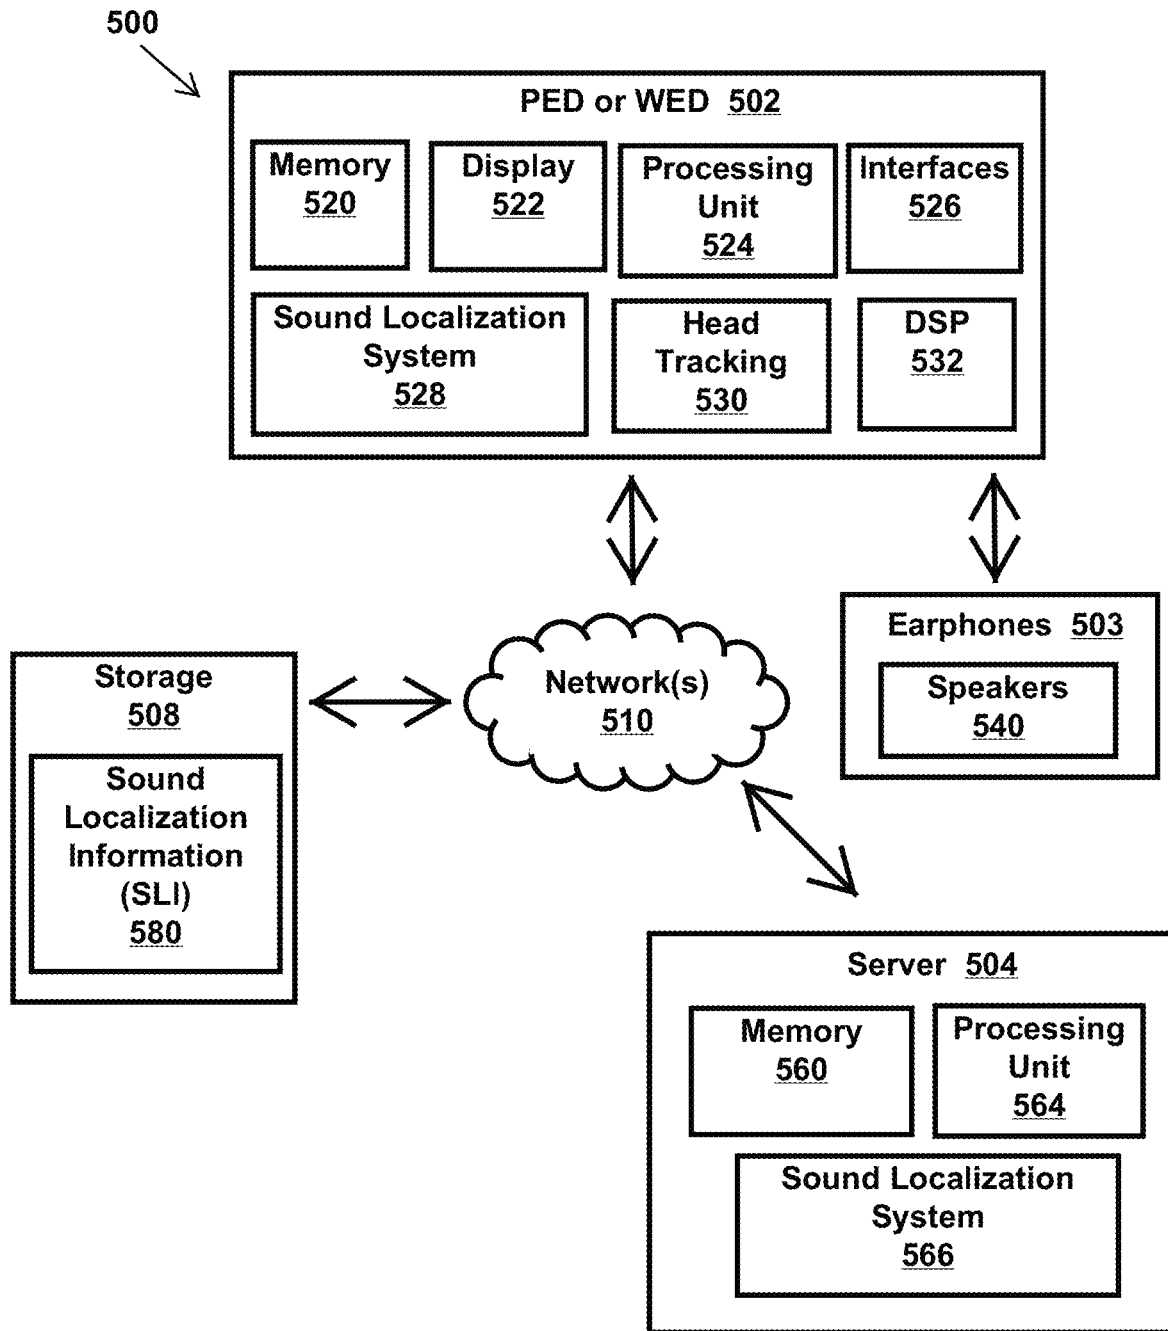 500
PED or WED 502
Memory
520
Display
522
Processing
Unit
524
Interfaces
526
Sound Localization
System
528
Head
Tracking
530
DSP
532
Earphones 503
Speakers
540
Network(s)
510
Storage
508
Sound
Localization
Information
(SLI)
580
Server 504
Memory
560
Processing
Unit
564
Sound Localization
System
566